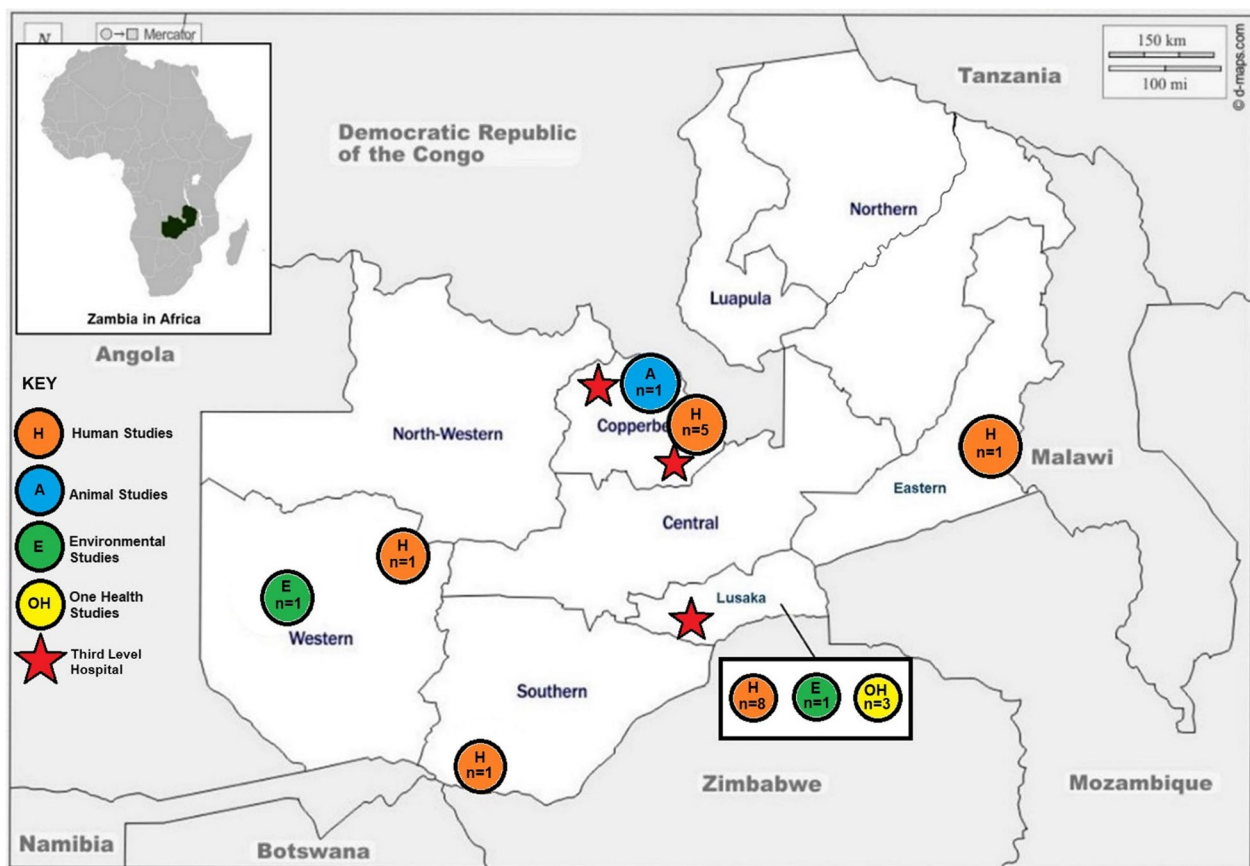 N
Mercator
150 km
100 mi
© d-maps.com
Tanzania
Democratic Republic
of the Congo
Zambia in Africa
Northern
Luapula
Angola
KEY
H
Human Studies
A
Animal Studies
E
Environmental
Studies
OH
One Health
Studies
Third Level
Hospital
A
n=1
Copperbe
H
n=5
North-Western
H
n=1
Malawi
Eastern
Central
H
n=1
E
n=1
Western
Lusaka
Southern
H
n=8
E
n=1
OH
n=3
H
n=1
Zimbabwe
Mozambique
Namibia
Botswana